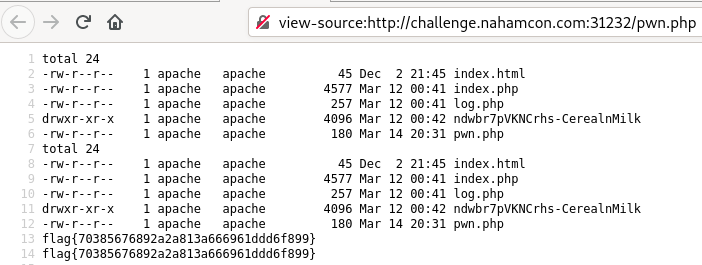 view-source:http://challenge.nahamcon.com:31232/pwn.php
1 total 24
2 -rw-r--r-- 1 apache apache 45 Dec 2 21:45 index.html
3 -rw-r--r-- 1 apache apache 4577 Mar 12 00:41 index.php
4 -rw-r--r-- 1 apache apache 257 Mar 12 00:41 log.php
5 drwxr-xr-x 1 apache apache 4096 Mar 12 00:42 ndwbr7pVKNCrhs-CerealnMilk
6 -rw-r--r-- 1 apache apache 180 Mar 14 20:31 pwn.php
7 total 24
8 -rw-r--r-- 1 apache apache 45 Dec 2 21:45 index.html
9 -rw-r--r-- 1 apache apache 4577 Mar 12 00:41 index.php
10 -rw-r--r-- 1 apache apache 257 Mar 12 00:41 log.php
11 drwxr-xr-x 1 apache apache 4096 Mar 12 00:42 ndwbr7pVKNCrhs-CerealnMilk
12 -rw-r--r-- 1 apache apache 180 Mar 14 20:31 pwn.php
13 flag{70385676892a2a813a666961ddd6f899}
14 flag{70385676892a2a813a666961ddd6f899}